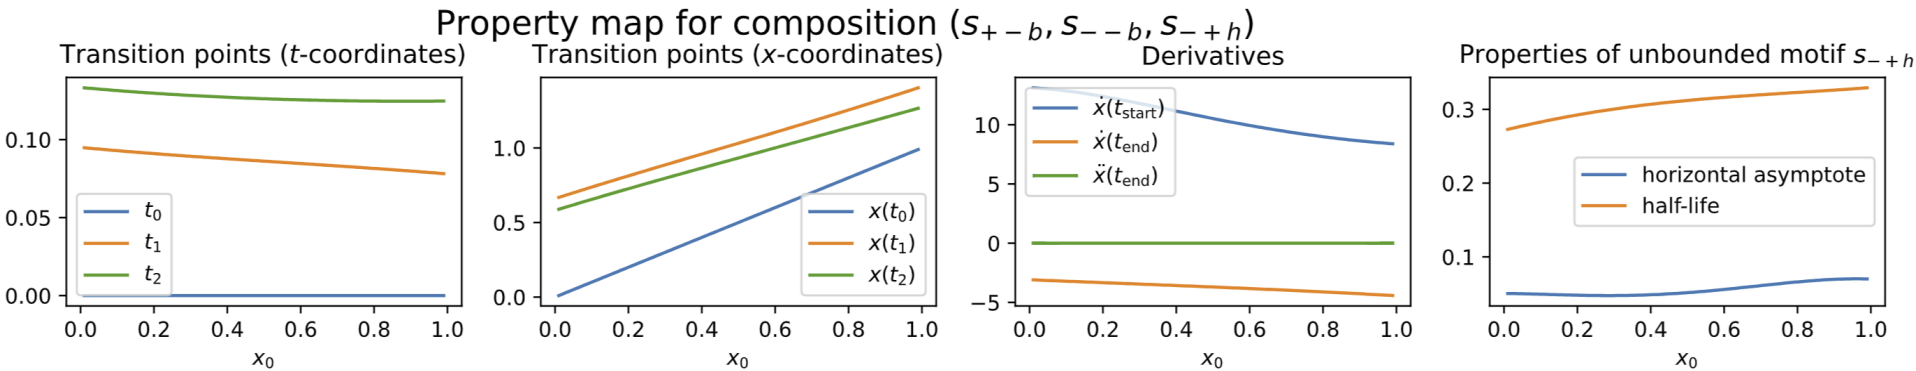 Property map for composition (s₊₋b, s₋₋b, s₋₊h)
Transition points (t-coordinates)
0.10
0.05
0.00
t₀
t₁
t₂
0.0 0.2 0.4 0.6 0.8 1.0
x₀
Transition points (x-coordinates)
1.0
0.5
0.0
x(t₀)
x(t₁)
x(t₂)
0.0 0.2 0.4 0.6 0.8 1.0
x₀
Derivatives
10
5
0
−5
ẋ(t_start)
ẋ(t_end)
ẍ(t_end)
0.0 0.2 0.4 0.6 0.8 1.0
x₀
Properties of unbounded motif s₋₊h
0.3
0.2
0.1
horizontal asymptote
half-life
0.0 0.2 0.4 0.6 0.8 1.0
x₀